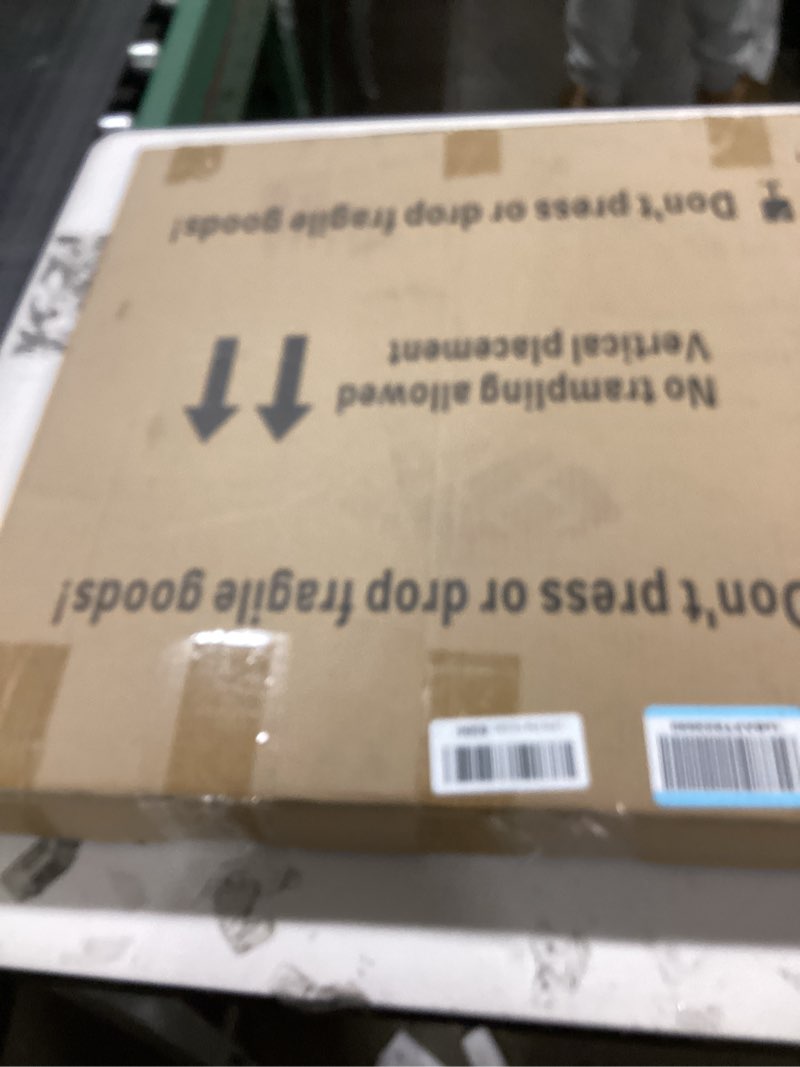 Don't press or drop fragile goods!
No trampling allowed
Vertical placement
Don't press or drop fragile goods!